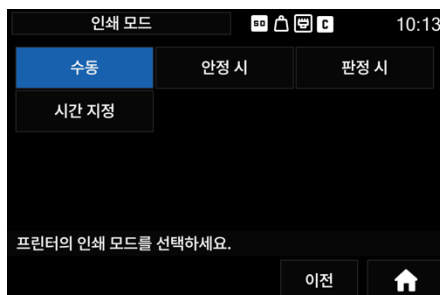 인쇄 모드 SD C 10:13
수동 안정 시 판정 시
시간 지정
프린터의 인쇄 모드를 선택하세요.
이전